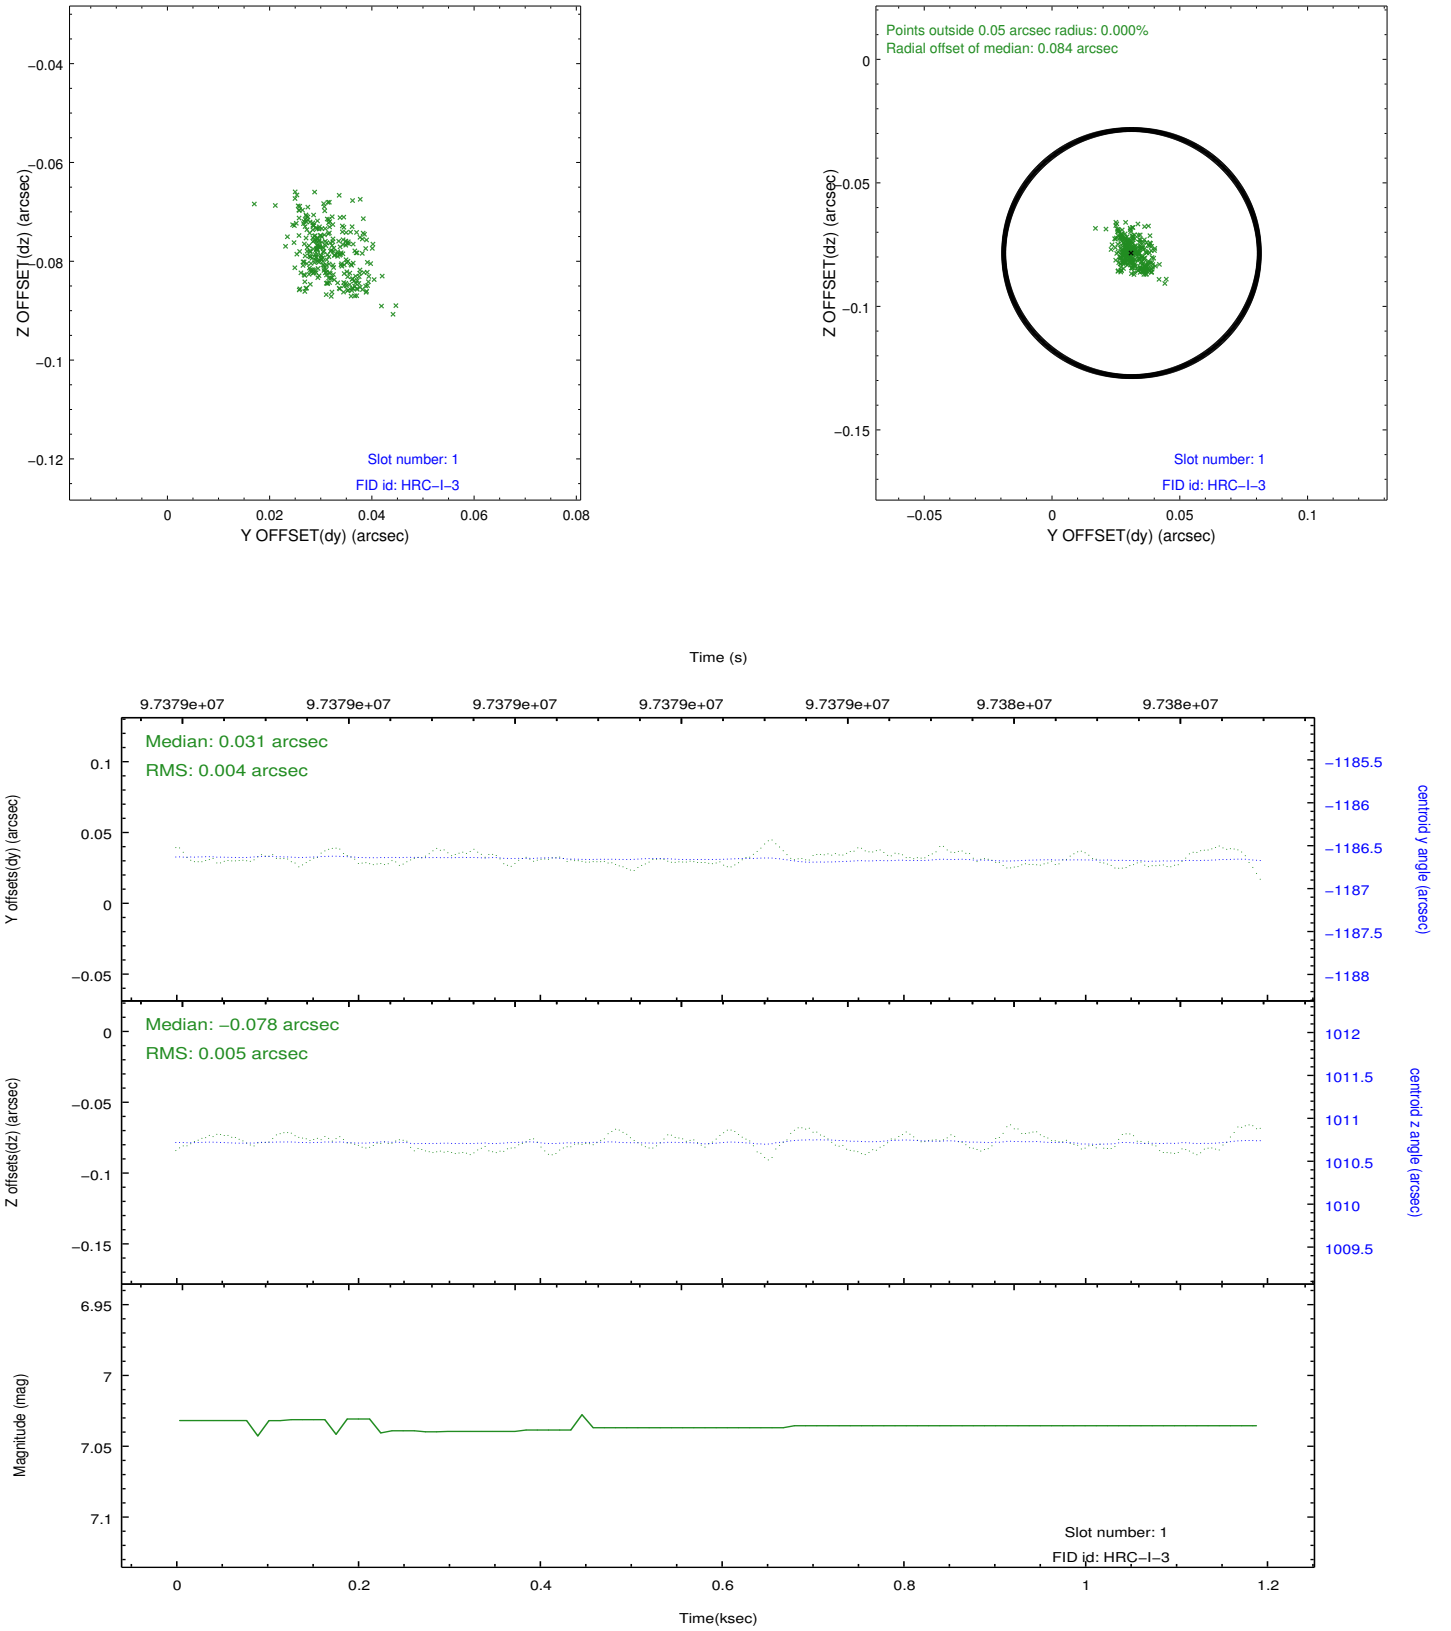 −0.04
−0.06
−0.08
−0.1
−0.12
Z OFFSET(dz) (arcsec)
Slot number: 1
FID id: HRC−I−3
0
0.02
0.04
0.06
0.08
Y OFFSET(dy) (arcsec)
Points outside 0.05 arcsec radius: 0.000%
Radial offset of median: 0.084 arcsec
0
−0.05
−0.1
−0.15
Z OFFSET(dz) (arcsec)
Slot number: 1
FID id: HRC−I−3
−0.05
0
0.05
0.1
Y OFFSET(dy) (arcsec)
Time (s)
9.7379e+07
9.7379e+07
9.7379e+07
9.7379e+07
9.7379e+07
9.738e+07
9.738e+07
Median: 0.031 arcsec
RMS: 0.004 arcsec
0.1
0.05
0
−0.05
Y offsets(dy) (arcsec)
−1185.5
−1186
−1186.5
−1187
−1187.5
−1188
centroid y angle (arcsec)
Median: −0.078 arcsec
RMS: 0.005 arcsec
0
−0.05
−0.1
−0.15
Z offsets(dz) (arcsec)
1012
1011.5
1011
1010.5
1010
1009.5
centroid z angle (arcsec)
6.95
7
7.05
7.1
Magnitude (mag)
Slot number: 1
FID id: HRC−I−3
0
0.2
0.4
0.6
0.8
1
1.2
Time(ksec)